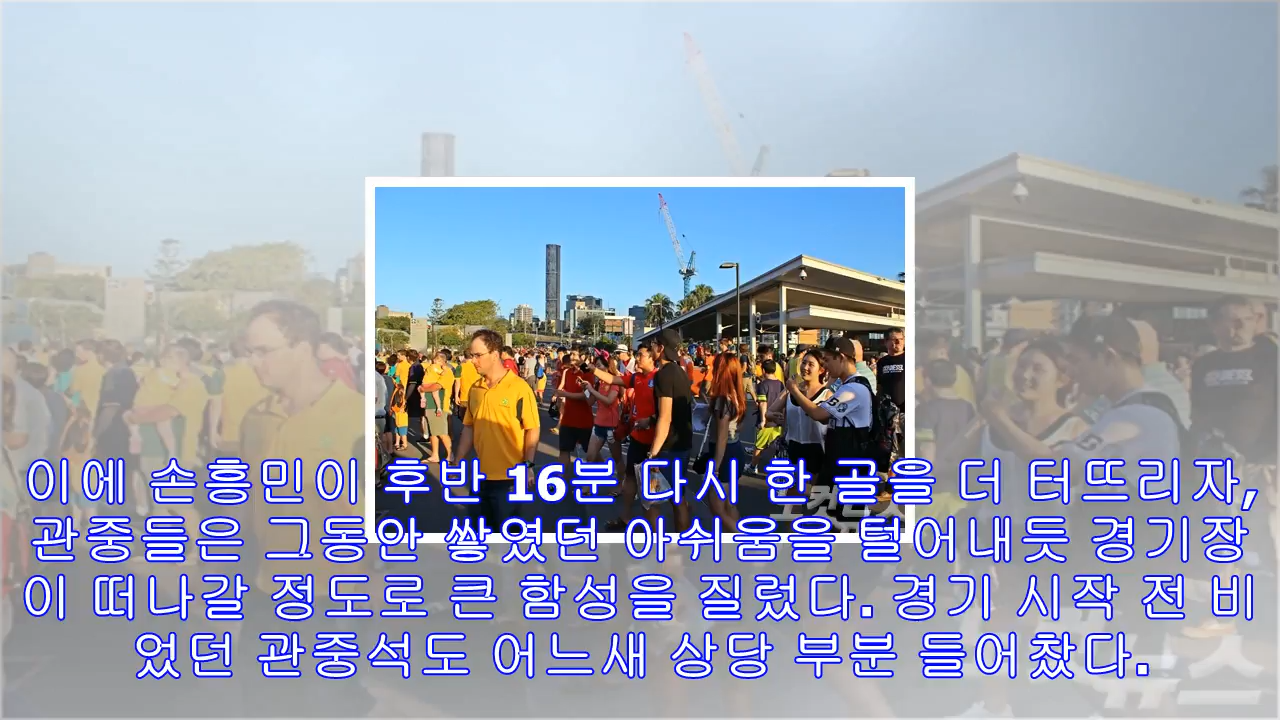 이에 손흥민이 후반 16분 다시 한 골을 더 터뜨리자,
관중들은 그동안 쌓였던 아쉬움을 털어내듯 경기장
이 떠나갈 정도로 큰 함성을 질렀다. 경기 시작 전 비
었던 관중석도 어느새 상당 부분 들어찼다.